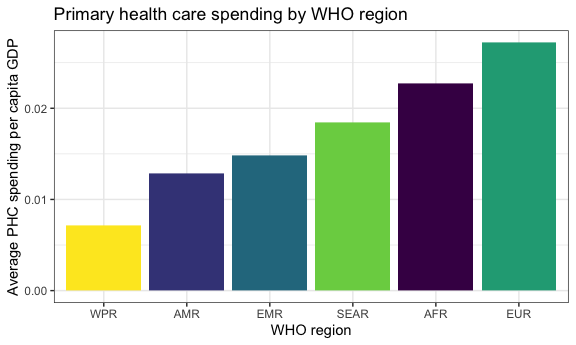 Primary health care spending by WHO region
Average PHC spending per capita GDP
0.02
0.01
0.00
WPR AMR EMR SEAR AFR EUR
WHO region